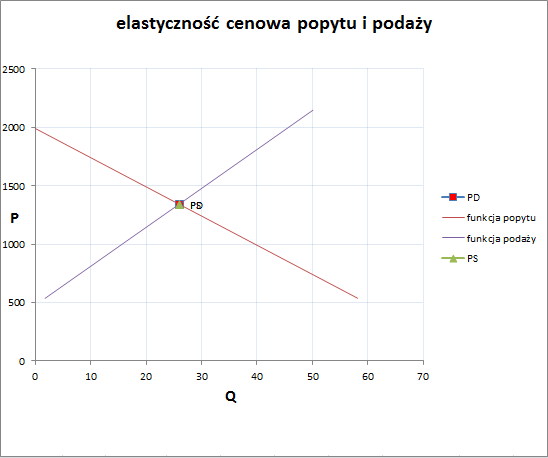 elastyczność cenowa popytu i podaży
2500
2000
1500
1000
500
0
P
PD
PS
0 10 20 30 40 50 60 70
Q
PD
funkcja popytu
funkcja podaży
PS